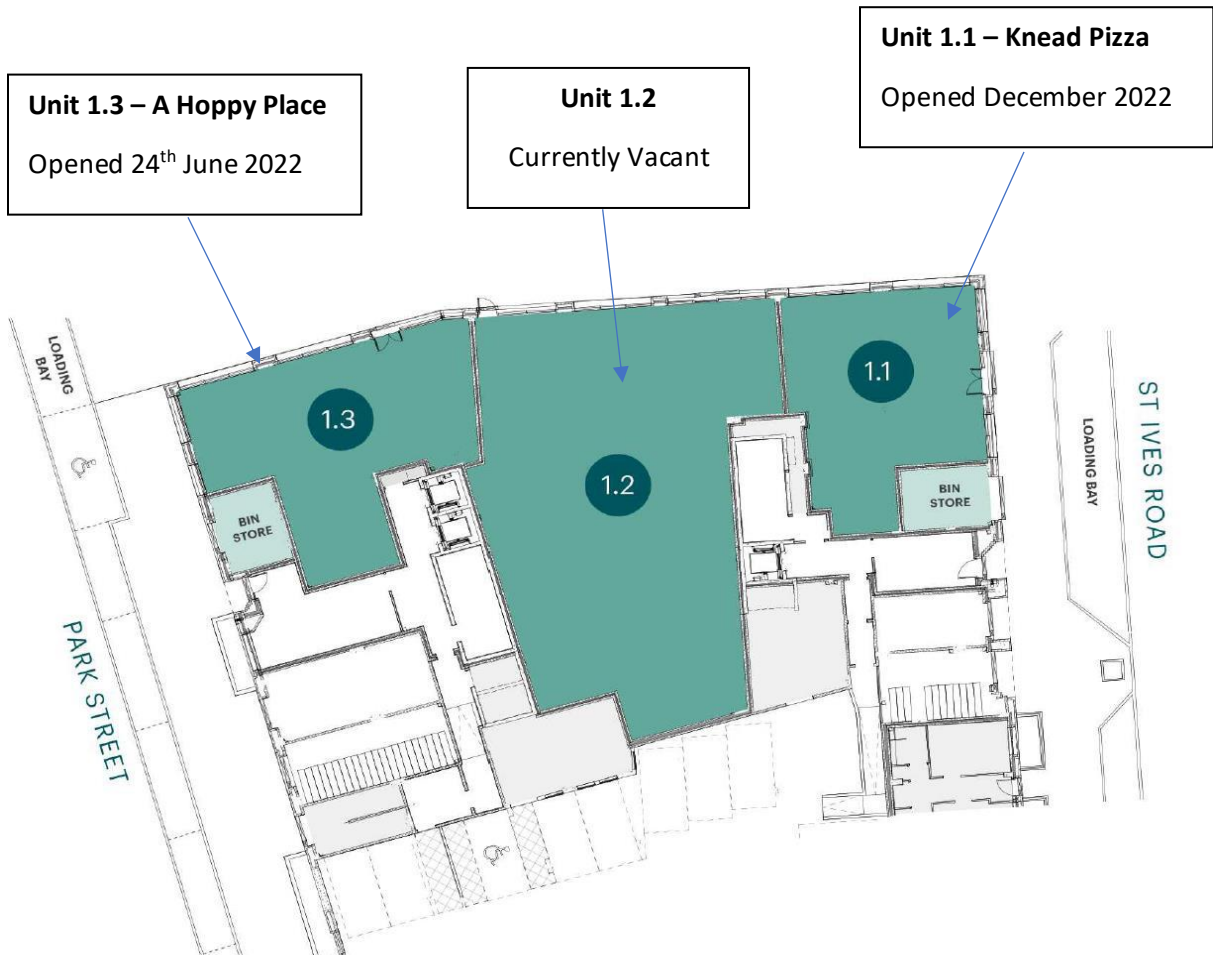 Unit 1.1 – Knead Pizza
Opened December 2022
Unit 1.3 – A Hoppy Place
Opened 24th June 2022
Unit 1.2
Currently Vacant
LOADING
BAY
1.3
1.2
1.1
BIN
STORE
BIN
STORE
LOADING BAY
ST IVES ROAD
PARK STREET